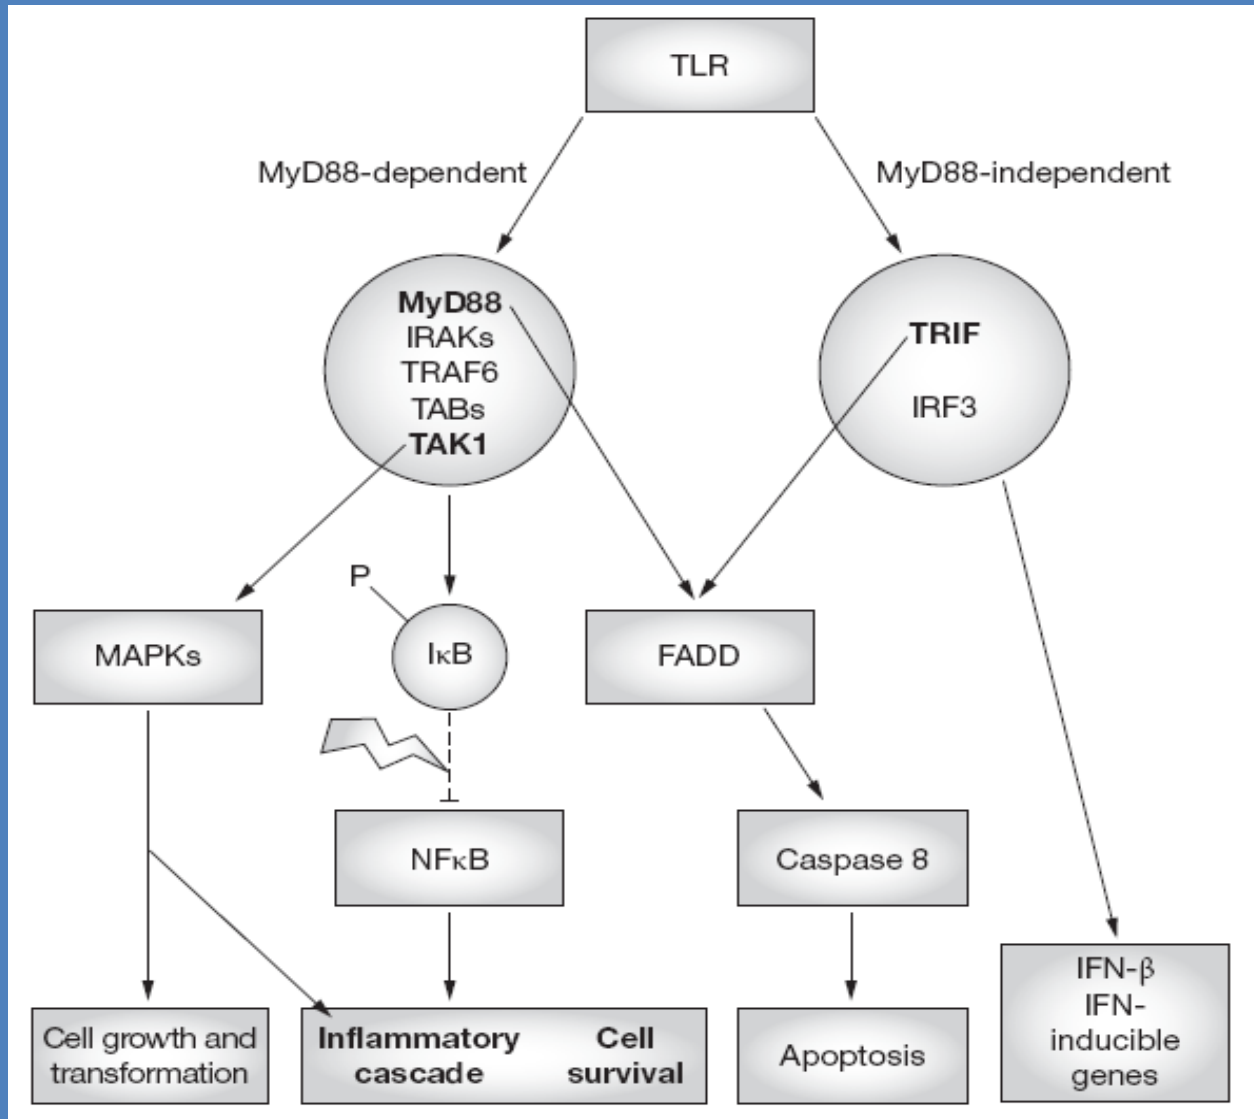 TLR
MyD88-dependent
MyD88-independent
MyD88
IRAKs
TRAF6
TABs
TAK1
TRIF
IRF3
P
IκB
MAPKs
FADD
NFκB
Caspase 8
Cell growth and
transformation
Inflammatory
cascade
Cell
survival
Apoptosis
IFN-β
IFN-
inducible
genes